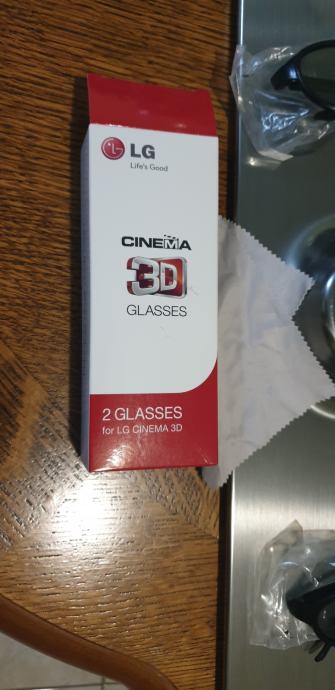 LG
Life's Good
CINEMA
3D
GLASSES
2 GLASSES
for LG CINEMA 3D